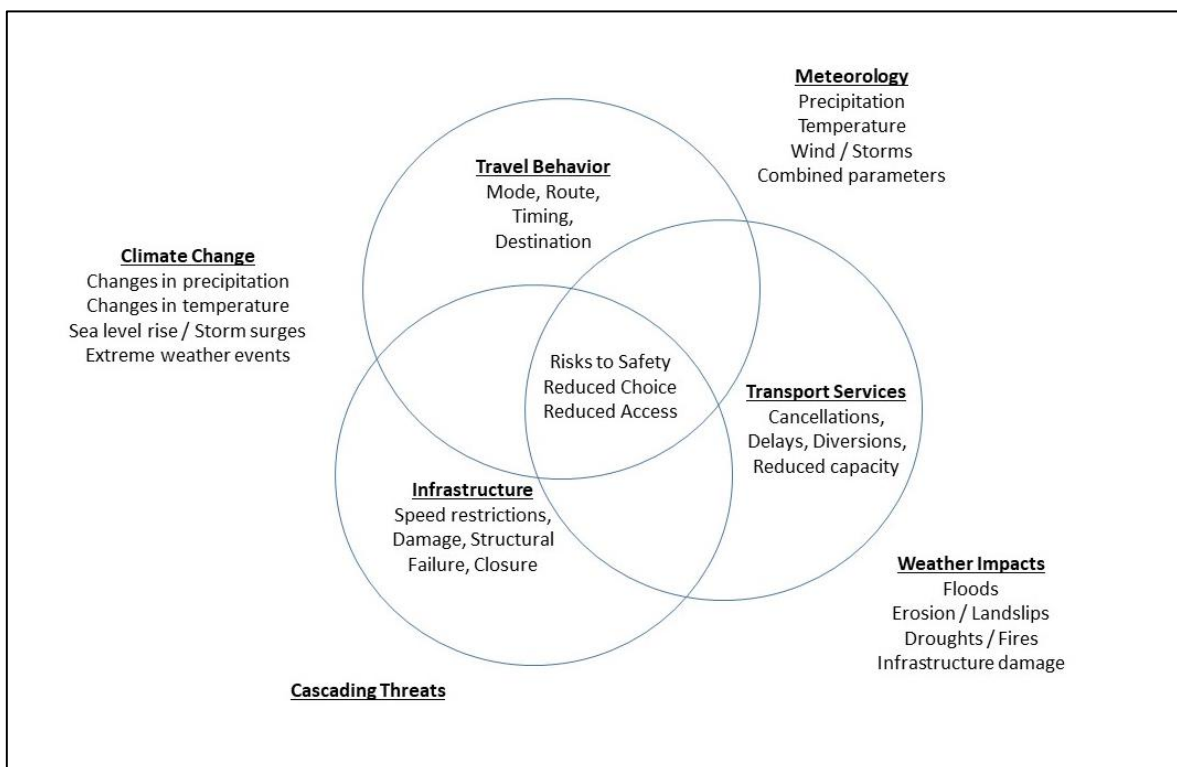 Meteorology
Precipitation
Temperature
Wind / Storms
Combined parameters
Travel Behavior
Mode, Route,
Timing,
Destination
Climate Change
Changes in precipitation
Changes in temperature
Sea level rise / Storm surges
Extreme weather events
Risks to Safety
Reduced Choice
Reduced Access
Transport Services
Cancellations,
Delays, Diversions,
Reduced capacity
Infrastructure
Speed restrictions,
Damage, Structural
Failure, Closure
Weather Impacts
Floods
Erosion / Landslips
Droughts / Fires
Infrastructure damage
Cascading Threats